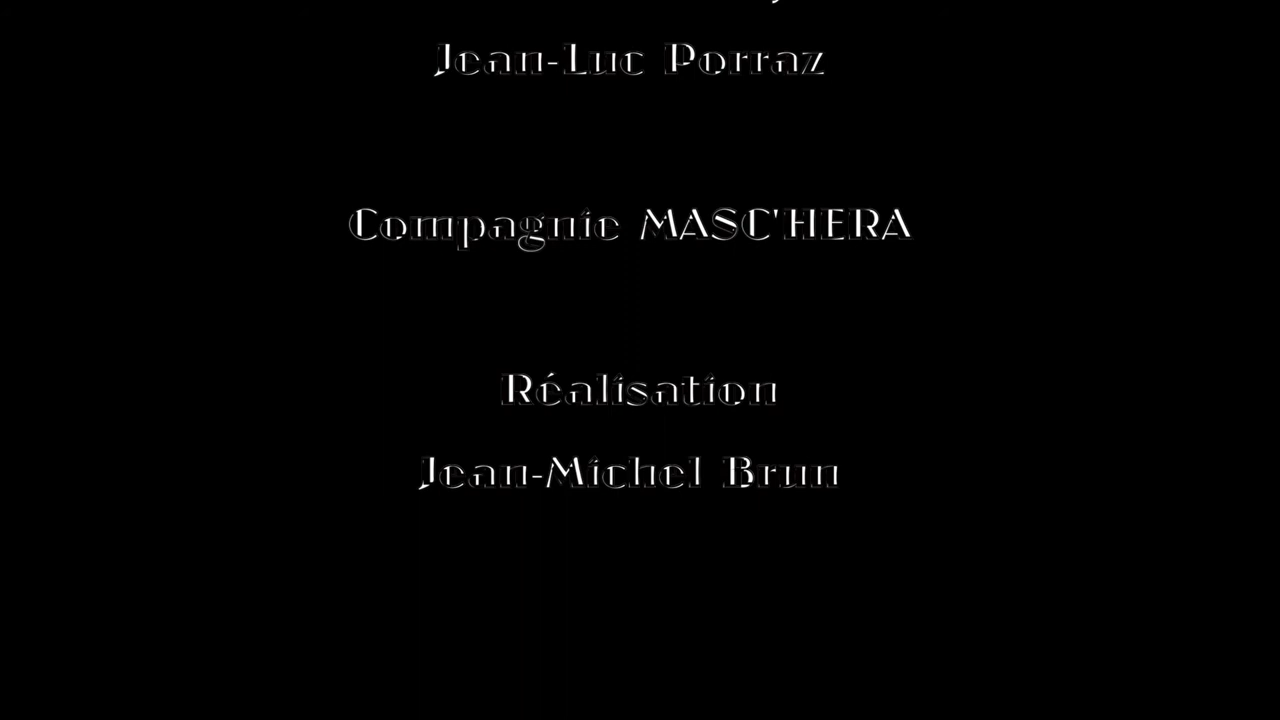 Jean-Luc Porraz
Compagnie MASC'HERA
Réalisation
Jean-Michel Brun